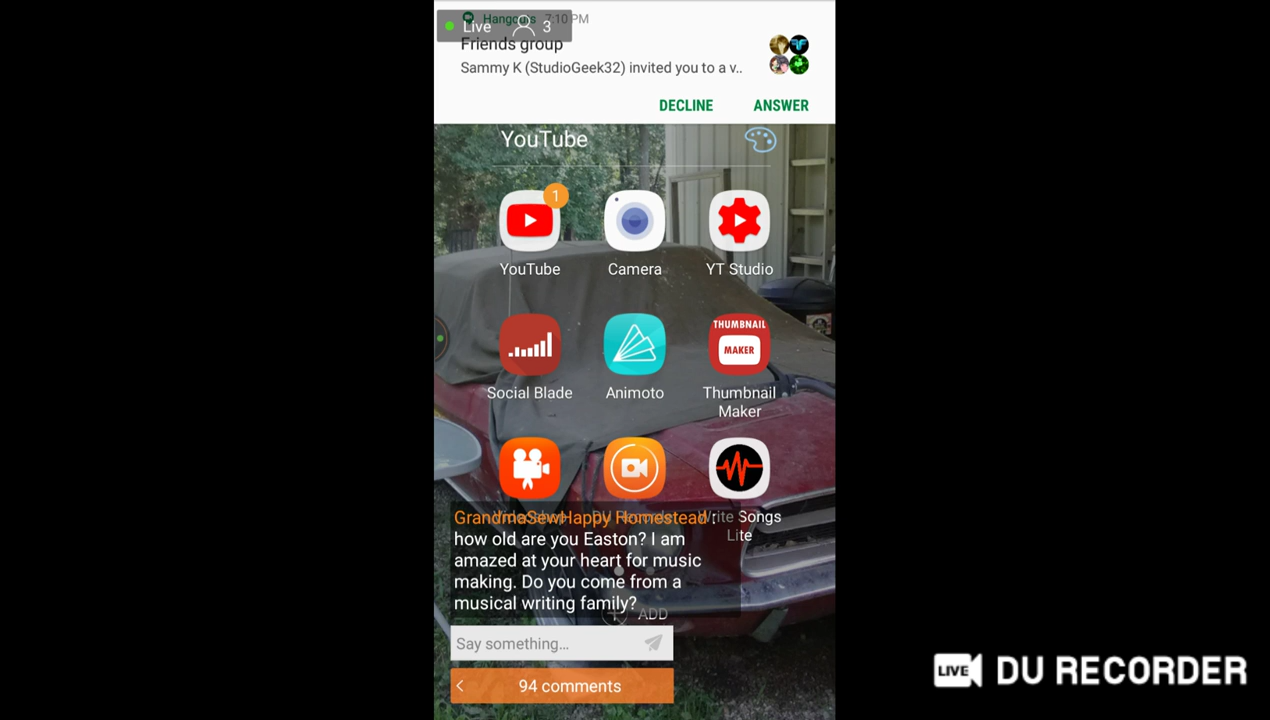 Hangouts 7:10 PM
Live 3
Friends group
Sammy K (StudioGeek32) invited you to a v..
DECLINE ANSWER
YouTube
1
YouTube Camera YT Studio
THUMBNAIL
MAKER
Social Blade Animoto Thumbnail
Maker
Write Songs
Lite
GrandmaSewHappy Homestead :
how old are you Easton? I am
amazed at your heart for music
making. Do you come from a
musical writing family?
ADD
Say something...
94 comments
LIVE DU RECORDER